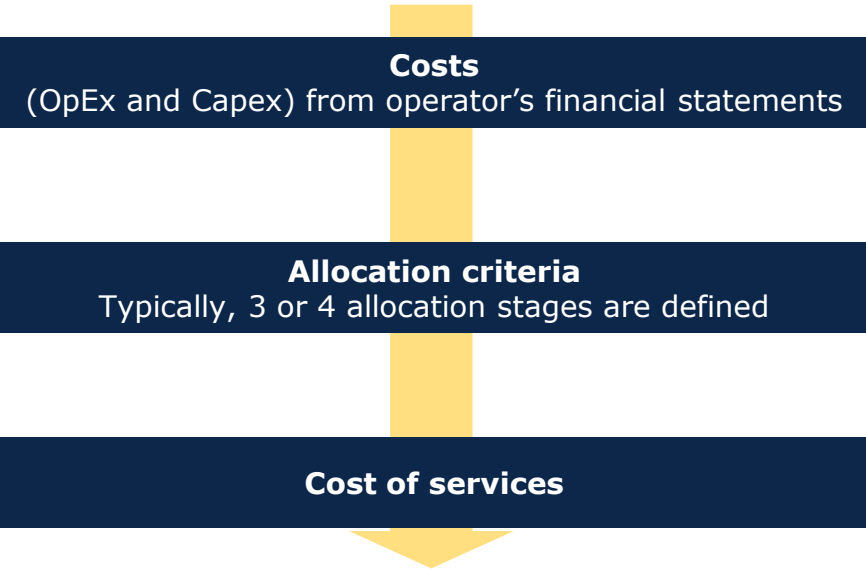 Costs
(OpEx and Capex) from operator’s financial statements
Allocation criteria
Typically, 3 or 4 allocation stages are defined
Cost of services